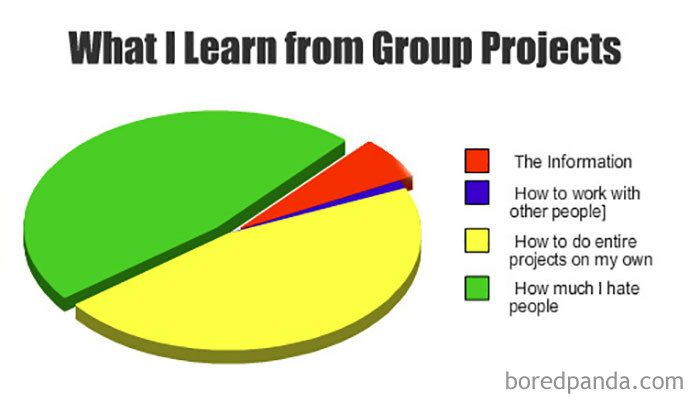 What I Learn from Group Projects
The Information
How to work with
other people]
How to do entire
projects on my own
How much I hate
people
boredpanda.com